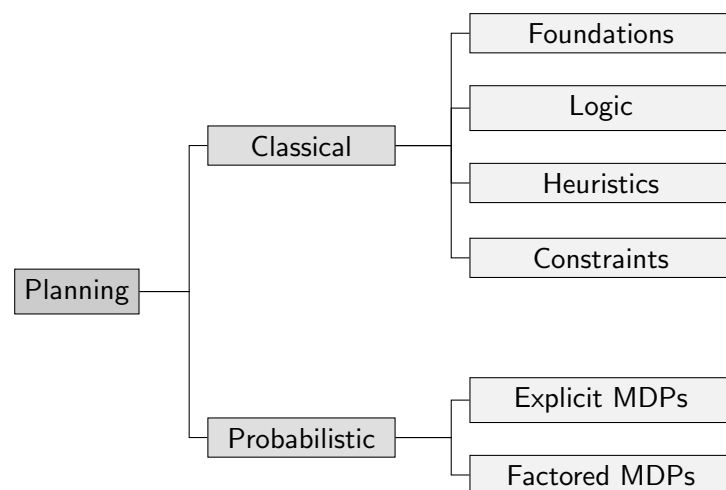 Planning
Classical
Foundations
Logic
Heuristics
Constraints
Probabilistic
Explicit MDPs
Factored MDPs